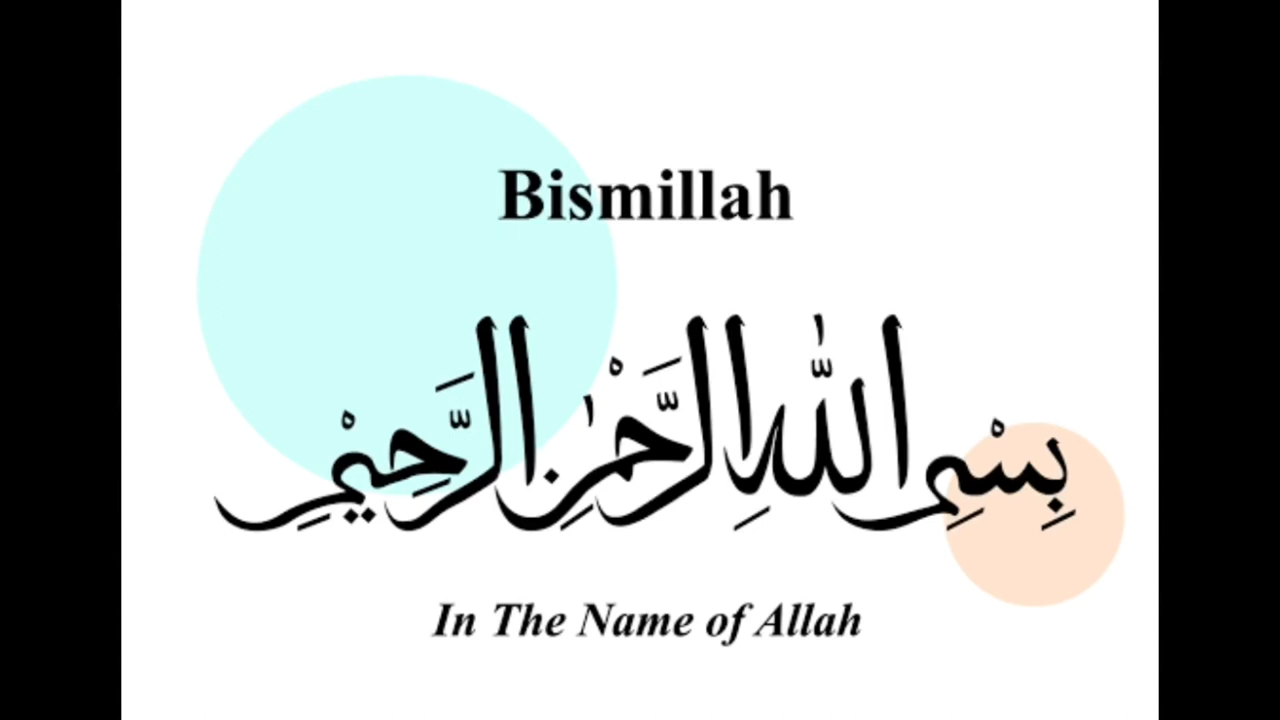 Bismillah
بِسْمِ اللّٰهِ الرَّحْمٰنِ الرَّحِيْمِ
In The Name of Allah